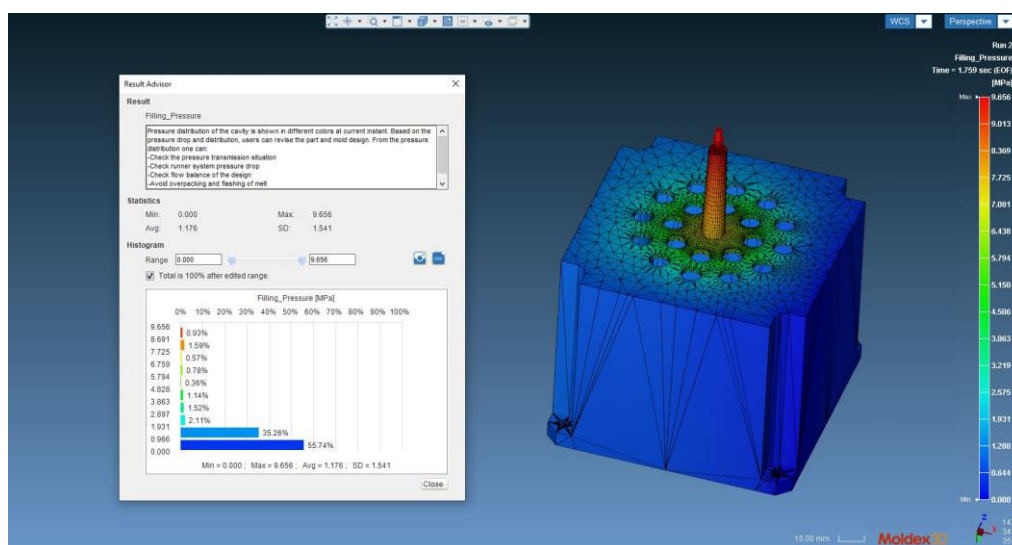 WCS
Perspective
Run 2
Filling_Pressure
Time = 1.759 sec (EOF)
[MPa]
Max
9.656
9.013
8.369
7.725
7.081
6.438
5.794
5.150
4.506
3.863
3.219
2.575
1.931
1.288
0.644
Min
0.000
Result Advisor
Result
Filling_Pressure
Pressure distribution of the cavity is shown in different colors at current instant. Based on the
pressure drop and distribution, users can revise the part and mold design. From the pressure
distribution one can:
-Check the pressure transmission situation
-Check runner system pressure drop
-Check flow balance of the design
-Avoid overpacking and flashing of melt
Statistics
Min: 0.000 Max: 9.656
Avg: 1.176 SD: 1.541
Histogram
Range 0.000 9.656
Total is 100% after edited range.
Filling_Pressure [MPa]
0% 10% 20% 30% 40% 50% 60% 70% 80% 90% 100%
9.656
0.93%
8.691
1.59%
7.725
0.57%
6.759
0.78%
5.794
0.36%
4.828
1.14%
3.863
1.52%
2.897
2.11%
1.931
35.26%
0.966
55.74%
0.000
Min = 0.000 ; Max = 9.656 ; Avg = 1.176 ; SD = 1.541
Close
10.00 mm
Moldex3D
Z
X
14
34
35